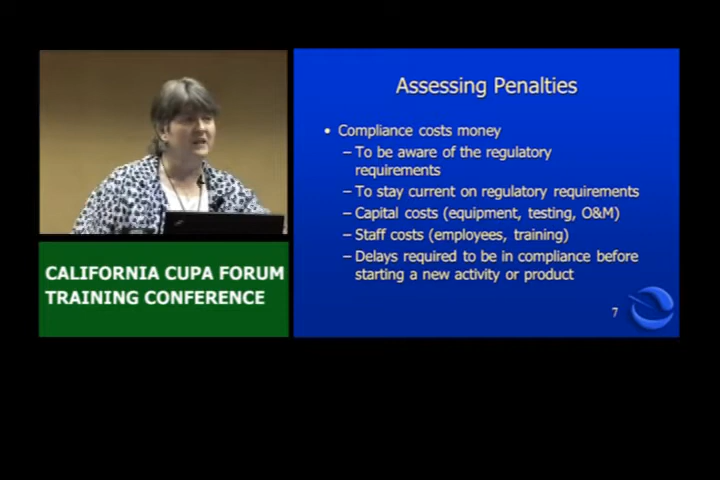 Assessing Penalties
• Compliance costs money
– To be aware of the regulatory
requirements
– To stay current on regulatory requirements
– Capital costs (equipment, testing, O&M)
– Staff costs (employees, training)
– Delays required to be in compliance before
starting a new activity or product
7
CALIFORNIA CUPA FORUM
TRAINING CONFERENCE